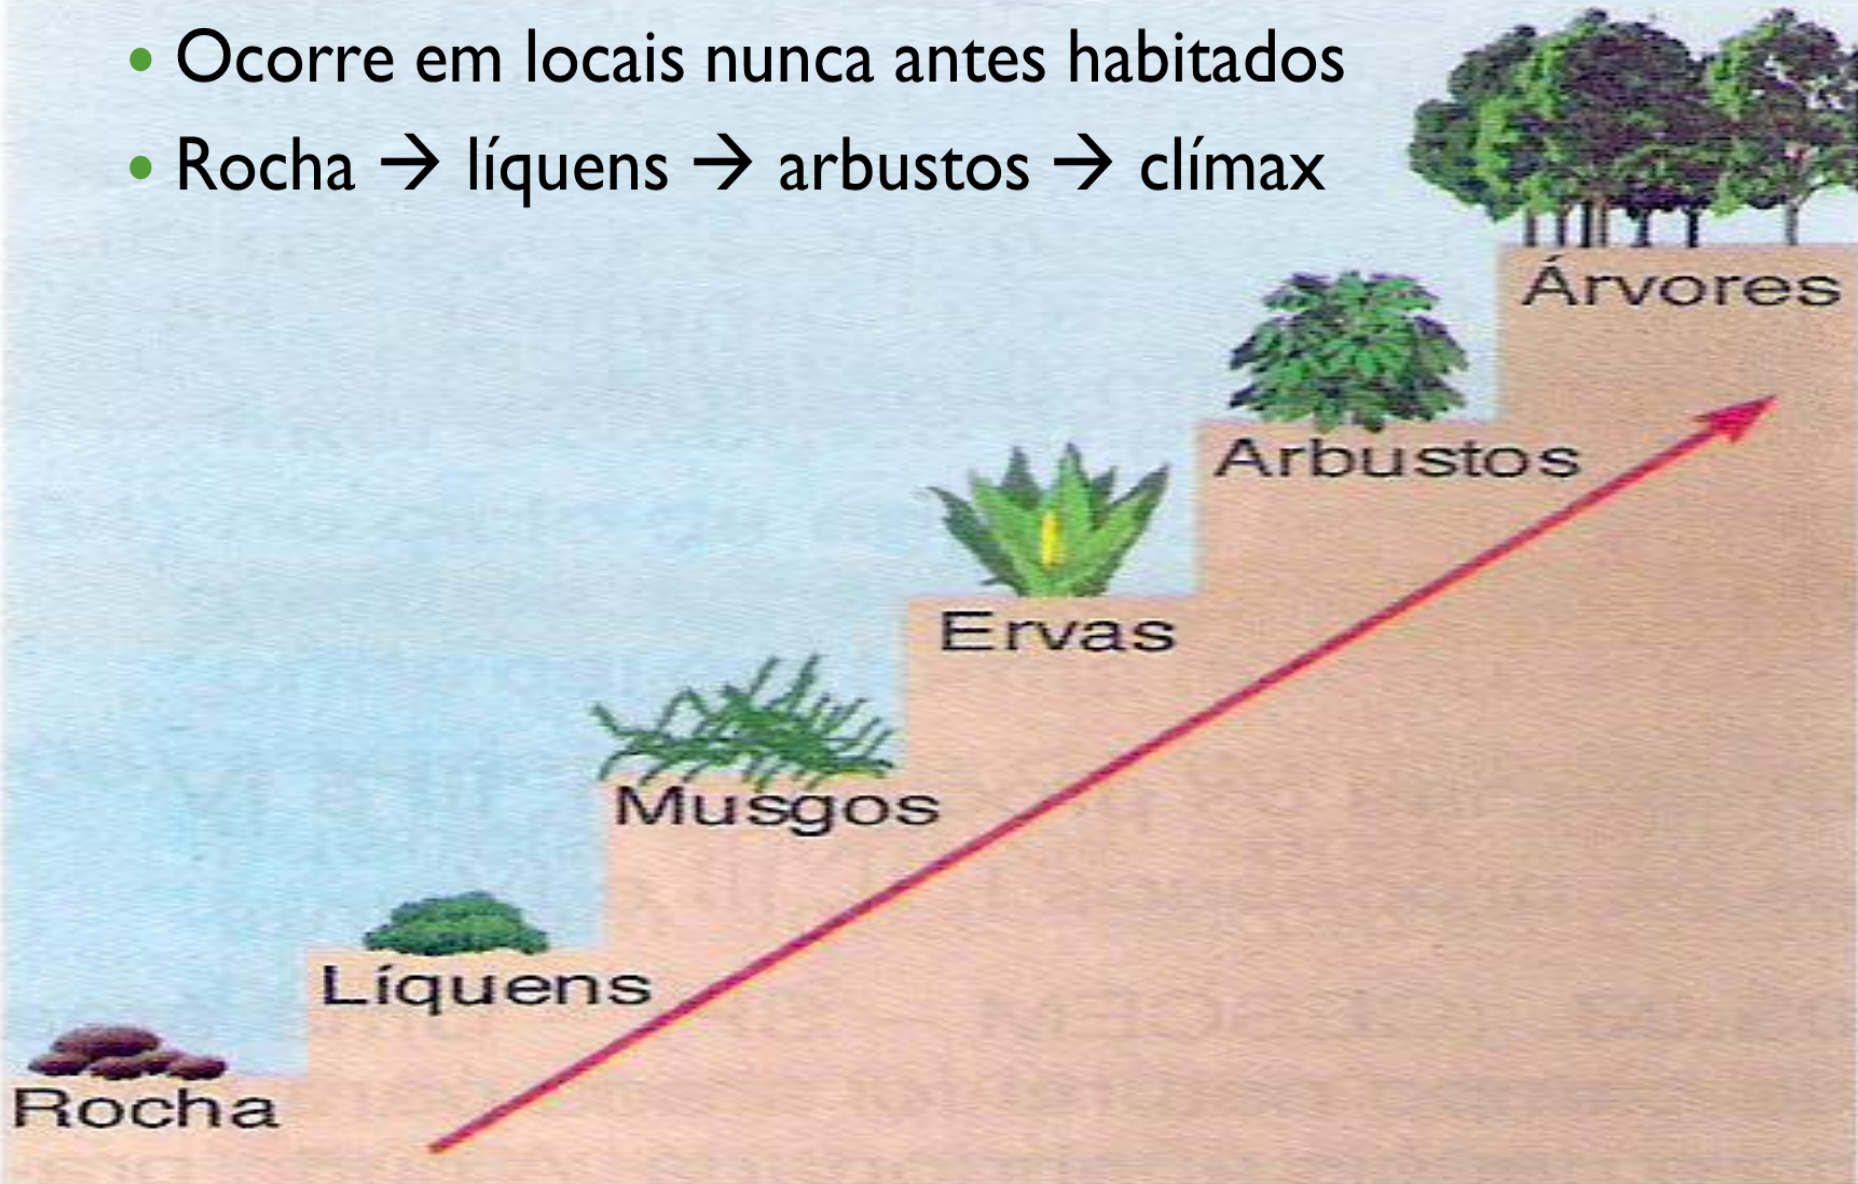 • Ocorre em locais nunca antes habitados
• Rocha → líquens → arbustos → clímax
Árvores
Arbustos
Ervas
Musgos
Líquens
Rocha